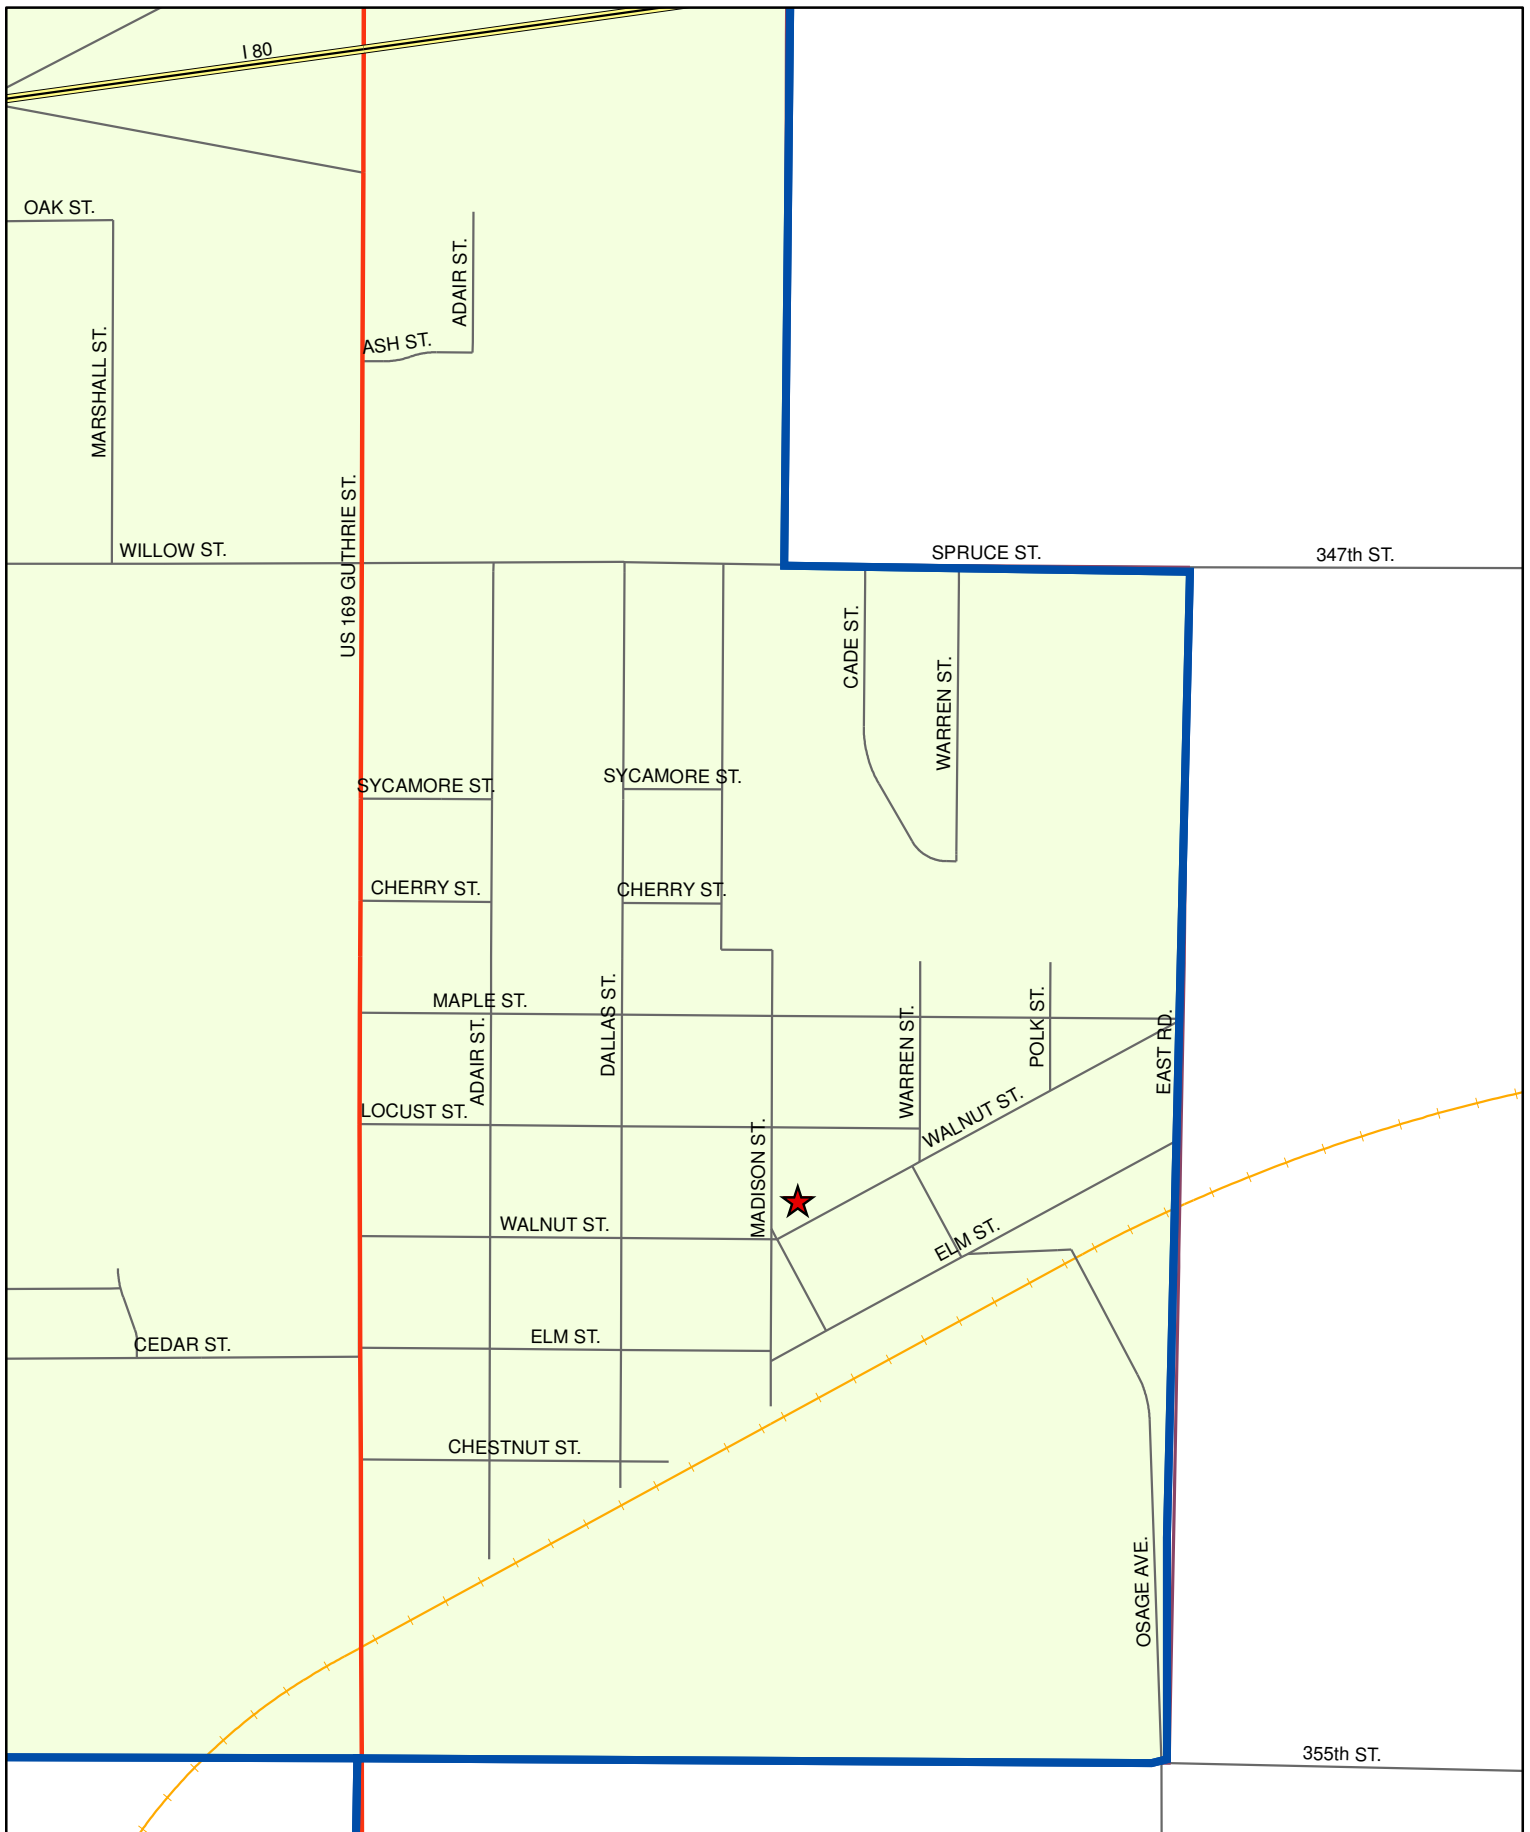 I 80
OAK ST.
ADAIR ST.
ASH ST.
MARSHALL ST.
US 169 GUTHRIE ST.
WILLOW ST.
SPRUCE ST.
347th ST.
CADE ST.
WARREN ST.
SYCAMORE ST.
SYCAMORE ST.
CHERRY ST.
CHERRY ST.
MAPLE ST.
DALLAS ST.
ADAIR ST.
WARREN ST.
POLK ST.
EAST RD.
LOCUST ST.
WALNUT ST.
MADISON ST.
WALNUT ST.
ELM ST.
ELM ST.
CEDAR ST.
CHESTNUT ST.
OSAGE AVE.
355th ST.